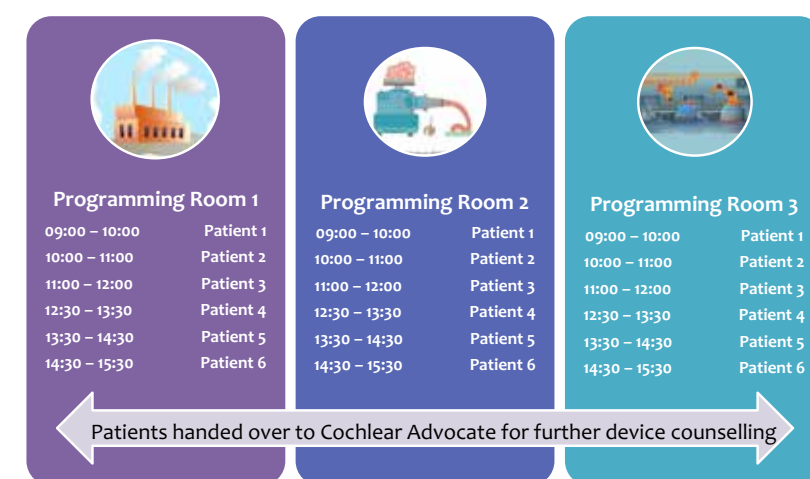 Programming Room 1
09:00 – 10:00 Patient 1
10:00 – 11:00 Patient 2
11:00 – 12:00 Patient 3
12:30 – 13:30 Patient 4
13:30 – 14:30 Patient 5
14:30 – 15:30 Patient 6
Programming Room 2
09:00 – 10:00 Patient 1
10:00 – 11:00 Patient 2
11:00 – 12:00 Patient 3
12:30 – 13:30 Patient 4
13:30 – 14:30 Patient 5
14:30 – 15:30 Patient 6
Programming Room 3
09:00 – 10:00 Patient 1
10:00 – 11:00 Patient 2
11:00 – 12:00 Patient 3
12:30 – 13:30 Patient 4
13:30 – 14:30 Patient 5
14:30 – 15:30 Patient 6
Patients handed over to Cochlear Advocate for further device counselling